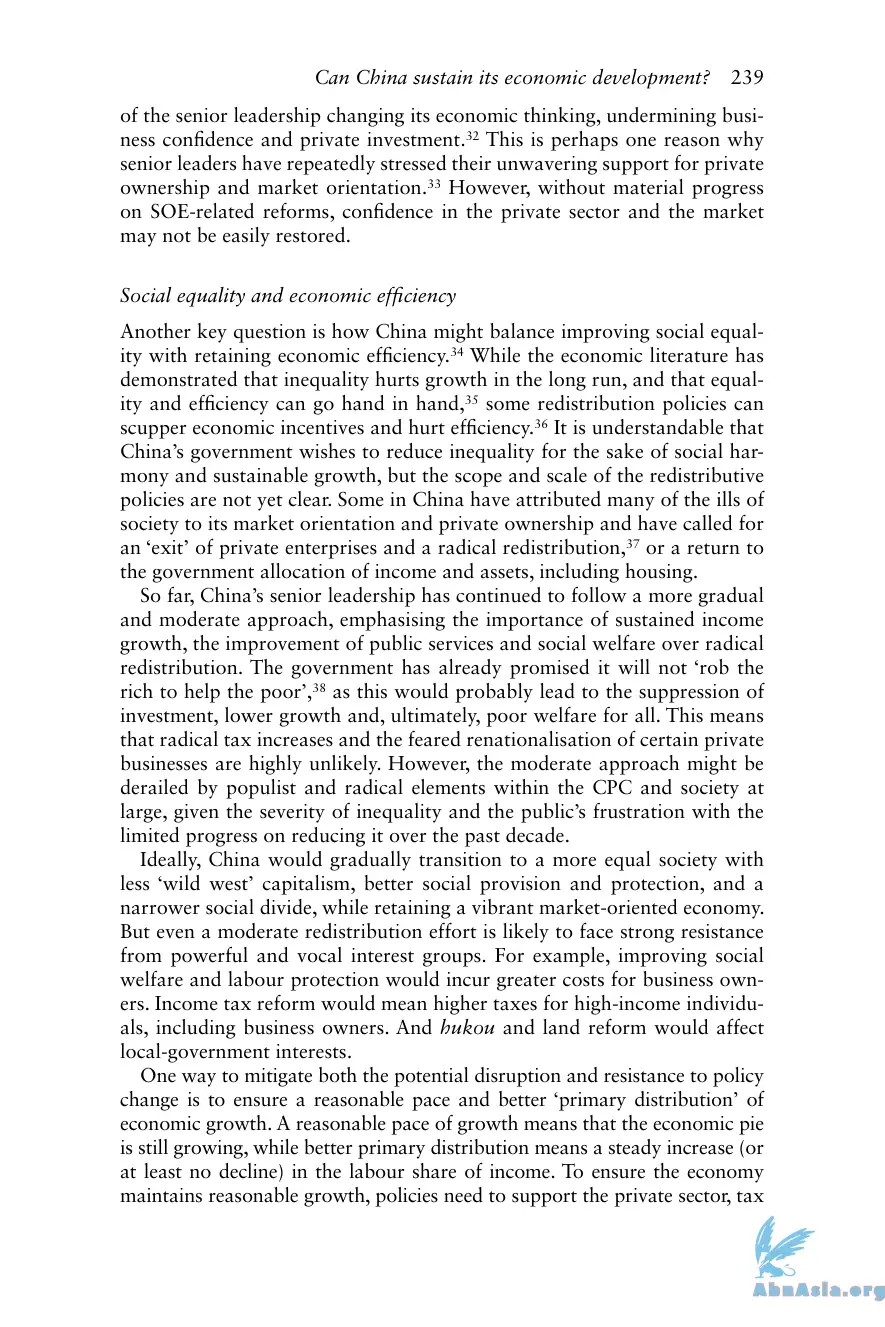 Can China sustain its economic development? 239
of the senior leadership changing its economic thinking, undermining busi-
ness confidence and private investment.³² This is perhaps one reason why
senior leaders have repeatedly stressed their unwavering support for private
ownership and market orientation.³³ However, without material progress
on SOE-related reforms, confidence in the private sector and the market
may not be easily restored.
Social equality and economic efficiency
Another key question is how China might balance improving social equal-
ity with retaining economic efficiency.³⁴ While the economic literature has
demonstrated that inequality hurts growth in the long run, and that equal-
ity and efficiency can go hand in hand,³⁵ some redistribution policies can
scupper economic incentives and hurt efficiency.³⁶ It is understandable that
China’s government wishes to reduce inequality for the sake of social har-
mony and sustainable growth, but the scope and scale of the redistributive
policies are not yet clear. Some in China have attributed many of the ills of
society to its market orientation and private ownership and have called for
an ‘exit’ of private enterprises and a radical redistribution,³⁷ or a return to
the government allocation of income and assets, including housing.
So far, China’s senior leadership has continued to follow a more gradual
and moderate approach, emphasising the importance of sustained income
growth, the improvement of public services and social welfare over radical
redistribution. The government has already promised it will not ‘rob the
rich to help the poor’,³⁸ as this would probably lead to the suppression of
investment, lower growth and, ultimately, poor welfare for all. This means
that radical tax increases and the feared renationalisation of certain private
businesses are highly unlikely. However, the moderate approach might be
derailed by populist and radical elements within the CPC and society at
large, given the severity of inequality and the public’s frustration with the
limited progress on reducing it over the past decade.
Ideally, China would gradually transition to a more equal society with
less ‘wild west’ capitalism, better social provision and protection, and a
narrower social divide, while retaining a vibrant market-oriented economy.
But even a moderate redistribution effort is likely to face strong resistance
from powerful and vocal interest groups. For example, improving social
welfare and labour protection would incur greater costs for business own-
ers. Income tax reform would mean higher taxes for high-income individu-
als, including business owners. And hukou and land reform would affect
local-government interests.
One way to mitigate both the potential disruption and resistance to policy
change is to ensure a reasonable pace and better ‘primary distribution’ of
economic growth. A reasonable pace of growth means that the economic pie
is still growing, while better primary distribution means a steady increase (or
at least no decline) in the labour share of income. To ensure the economy
maintains reasonable growth, policies need to support the private sector, tax
AbnAsia.org